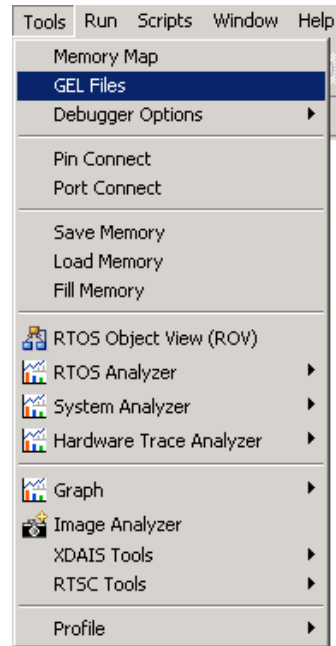 Tools Run Scripts Window Help
Memory Map
GEL Files
Debugger Options
Pin Connect
Port Connect
Save Memory
Load Memory
Fill Memory
RTOS Object View (ROV)
RTOS Analyzer
System Analyzer
Hardware Trace Analyzer
Graph
Image Analyzer
XDAIS Tools
RTSC Tools
Profile